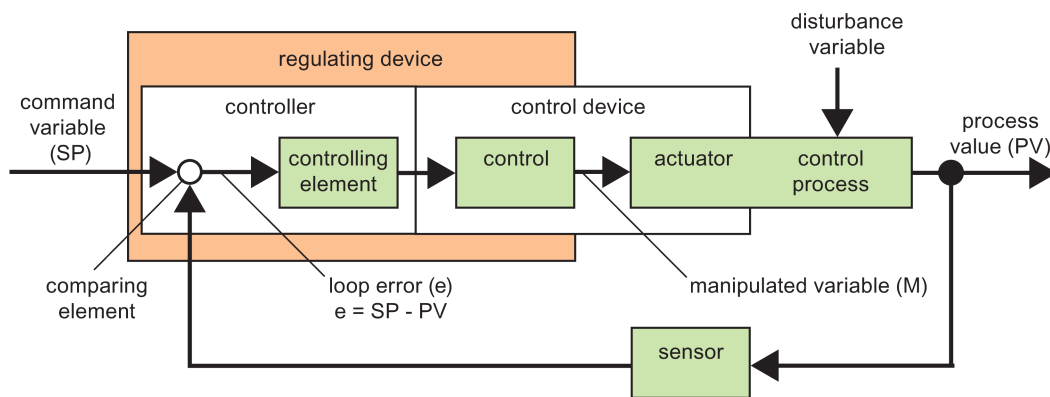 disturbance
variable
regulating device
command
variable
(SP)
controller
control device
process
value (PV)
controlling
element
control
actuator
control
process
comparing
element
loop error (e)
e = SP - PV
manipulated variable (M)
sensor